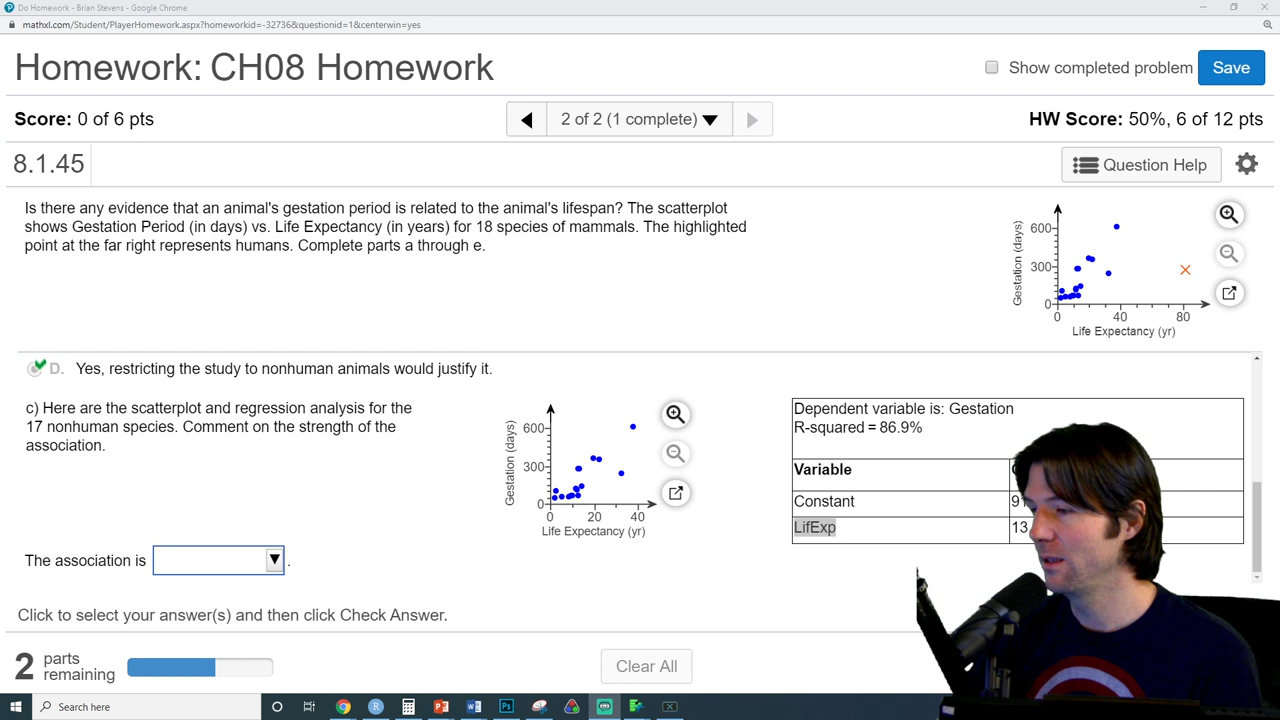 Do Homework - Brian Stevens - Google Chrome
mathxl.com/Student/PlayerHomework.aspx?homeworkid=-32736&questionid=1&centerwin=yes
Homework: CH08 Homework
Show completed problem
Save
Score: 0 of 6 pts
2 of 2 (1 complete)
HW Score: 50%, 6 of 12 pts
8.1.45
Question Help
Is there any evidence that an animal's gestation period is related to the animal's lifespan? The scatterplot
shows Gestation Period (in days) vs. Life Expectancy (in years) for 18 species of mammals. The highlighted
point at the far right represents humans. Complete parts a through e.
Gestation (days)
600
300
0
0 40 80
Life Expectancy (yr)
D. Yes, restricting the study to nonhuman animals would justify it.
c) Here are the scatterplot and regression analysis for the
17 nonhuman species. Comment on the strength of the
association.
Gestation (days)
600
300
0
0 20 40
Life Expectancy (yr)
Dependent variable is: Gestation
R-squared = 86.9%
Variable
Constant
LifExp
13.
The association is .
Click to select your answer(s) and then click Check Answer.
2 parts
remaining
Clear All
Search here